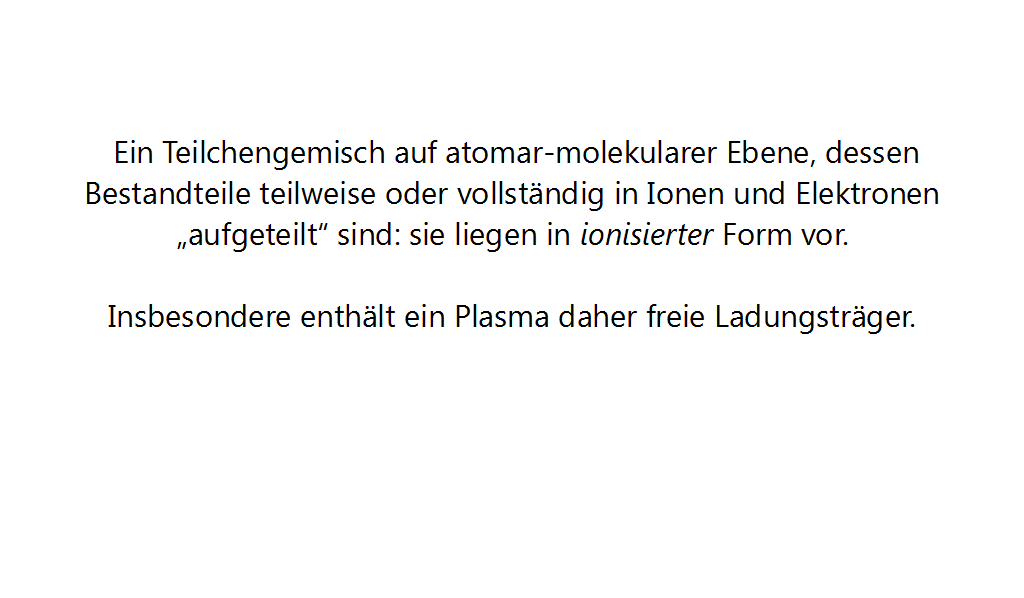 Ein Teilchengemisch auf atomar-molekularer Ebene, dessen
Bestandteile teilweise oder vollständig in Ionen und Elektronen
„aufgeteilt“ sind: sie liegen in ionisierter Form vor.
Insbesondere enthält ein Plasma daher freie Ladungsträger.